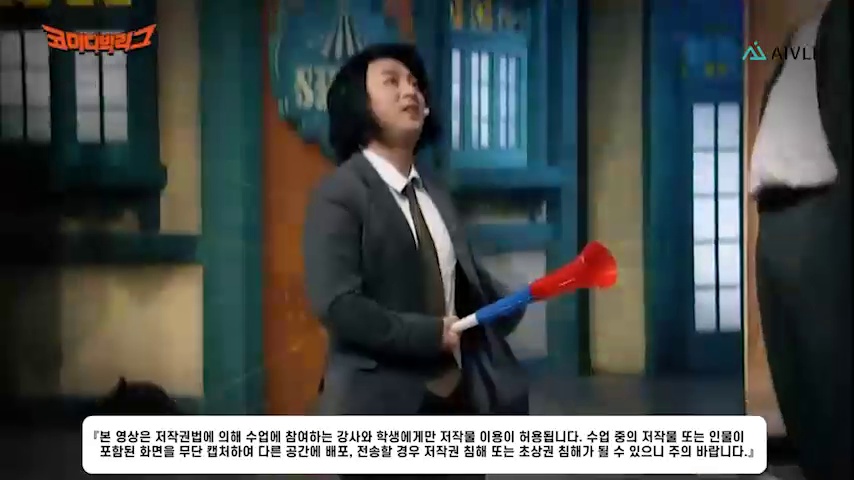 코미디빅리그
AIVLE
『본 영상은 저작권법에 의해 수업에 참여하는 강사와 학생에게만 저작물 이용이 허용됩니다. 수업 중의 저작물 또는 인물이
포함된 화면을 무단 캡처하여 다른 공간에 배포, 전송할 경우 저작권 침해 또는 초상권 침해가 될 수 있으니 주의 바랍니다.』